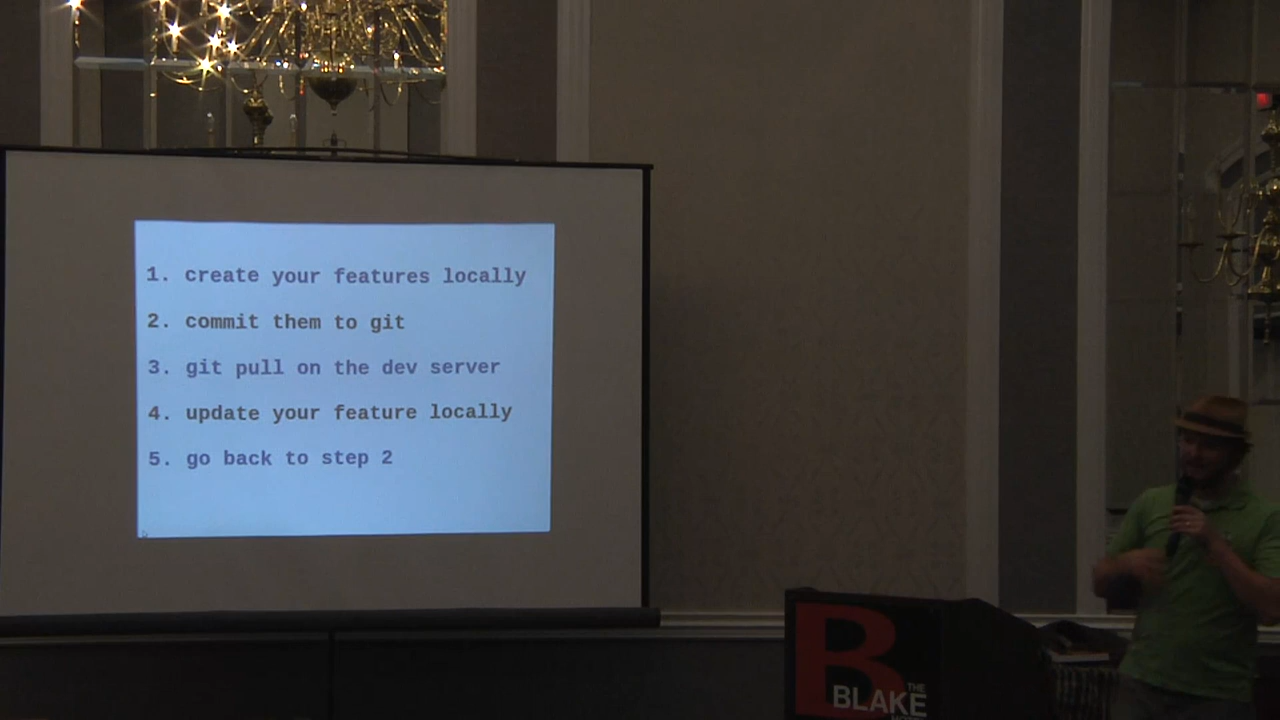 1. create your features locally
2. commit them to git
3. git pull on the dev server
4. update your feature locally
5. go back to step 2
B
THE
BLAKE